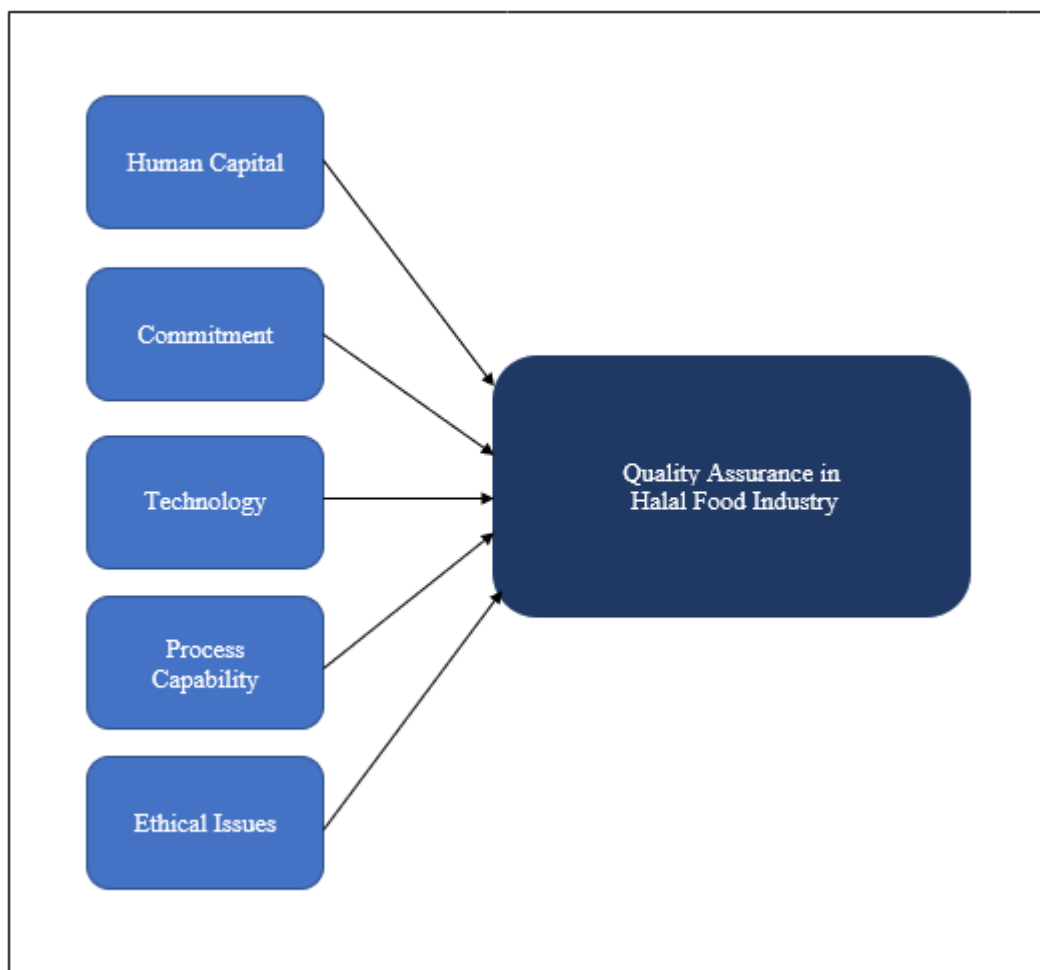 Human Capital
Commitment
Technology
Process
Capability
Ethical Issues
Quality Assurance in
Halal Food Industry